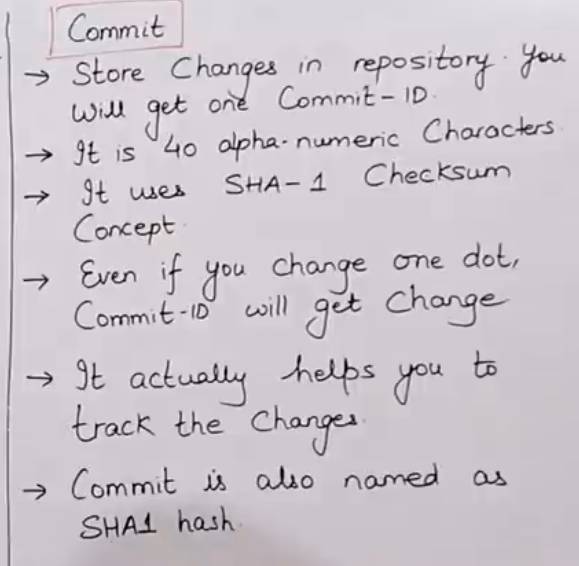 Commit
→ Store Changes in repository. You
will get one Commit-ID.
→ It is 40 alpha-numeric Characters.
→ It uses SHA-1 Checksum
Concept.
→ Even if you change one dot,
Commit-ID will get change
→ It actually helps you to
track the changes.
→ Commit is also named as
SHA1 hash.